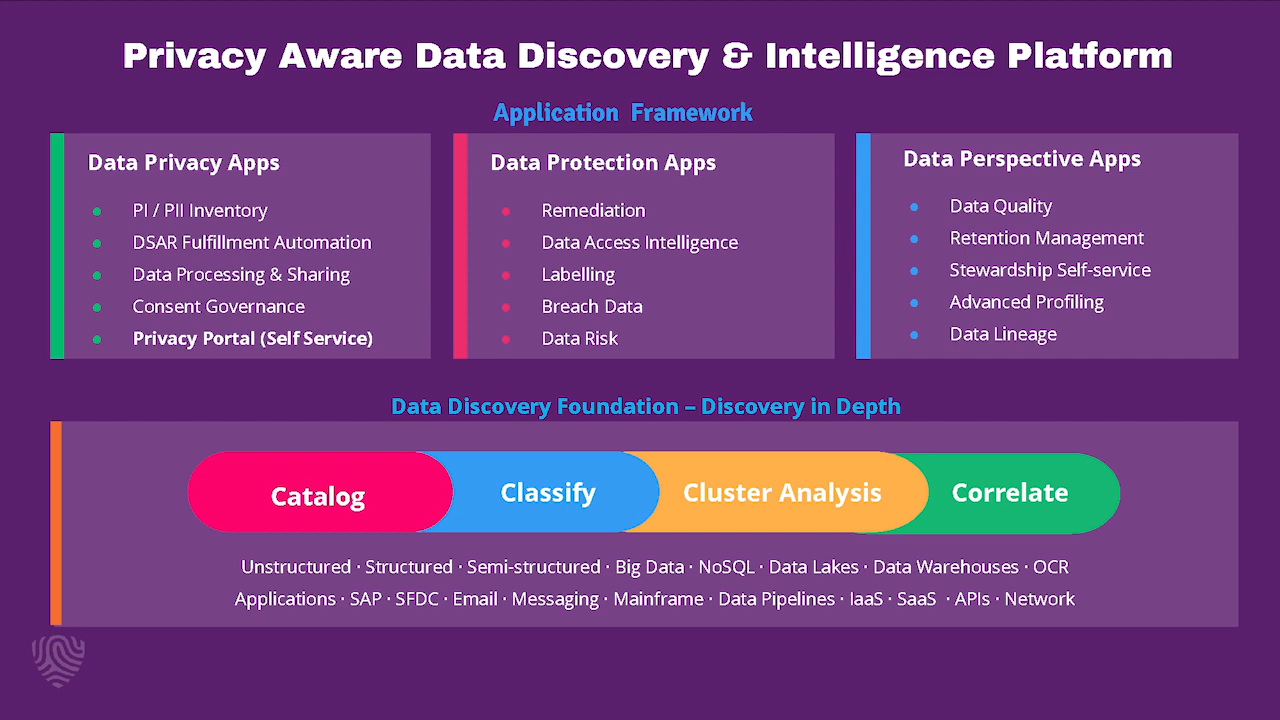 Privacy Aware Data Discovery & Intelligence Platform
Application Framework
Data Privacy Apps
• PI / PII Inventory
• DSAR Fulfillment Automation
• Data Processing & Sharing
• Consent Governance
• Privacy Portal (Self Service)
Data Protection Apps
• Remediation
• Data Access Intelligence
• Labelling
• Breach Data
• Data Risk
Data Perspective Apps
• Data Quality
• Retention Management
• Stewardship Self-service
• Advanced Profiling
• Data Lineage
Data Discovery Foundation – Discovery in Depth
Catalog
Classify
Cluster Analysis
Correlate
Unstructured · Structured · Semi-structured · Big Data · NoSQL · Data Lakes · Data Warehouses · OCR
Applications · SAP · SFDC · Email · Messaging · Mainframe · Data Pipelines · IaaS · SaaS · APIs · Network